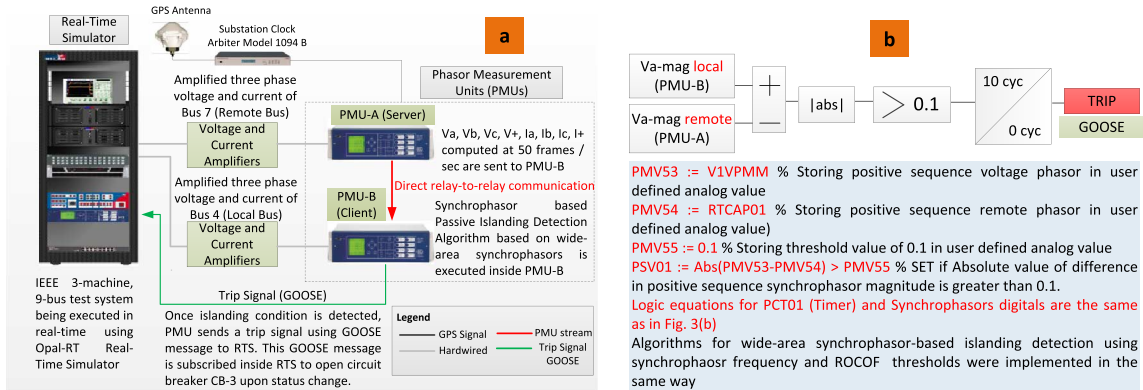 GPS Antenna
Real-Time
Simulator
Substation Clock
Arbiter Model 1094 B
a
Amplified three phase
voltage and current of
Bus 7 (Remote Bus)
Phasor Measurement
Units (PMUs)
PMU-A (Server)
Voltage and
Current
Amplifiers
Va, Vb, Vc, V+, Ia, Ib, Ic, I+
computed at 50 frames /
sec are sent to PMU-B
Direct relay-to-relay communication
Amplified three phase
voltage and current of
Bus 4 (Local Bus)
PMU-B
(Client)
Voltage and
Current
Amplifiers
Synchrophasor based
Passive Islanding Detection
Algorithm based on wide-
area synchrophasors is
executed inside PMU-B
IEEE 3-machine,
9-bus test system
being executed in
real-time using
Opal-RT Real-
Time Simulator
Trip Signal (GOOSE)
Once islanding condition is detected,
PMU sends a trip signal using GOOSE
message to RTS. This GOOSE message
is subscribed inside RTS to open circuit
breaker CB-3 upon status change.
Legend
GPS Signal
PMU stream
Hardwired
Trip Signal
GOOSE
b
Va-mag local
(PMU-B)
Va-mag remote
(PMU-A)
+
–
|abs|
> 0.1
10 cyc
0 cyc
TRIP
GOOSE
PMV53 := V1VPMM % Storing positive sequence voltage phasor in user
defined analog value
PMV54 := RTCAP01 % Storing positive sequence remote phasor in user
defined analog value)
PMV55 := 0.1 % Storing threshold value of 0.1 in user defined analog value
PSV01 := Abs(PMV53-PMV54) > PMV55 % SET if Absolute value of difference
in positive sequence synchrophasor magnitude is greater than 0.1.
Logic equations for PCT01 (Timer) and Synchrophasors digitals are the same
as in Fig. 3(b)
Algorithms for wide-area synchrophasor-based islanding detection using
synchrophaosr frequency and ROCOF thresholds were implemented in the
same way